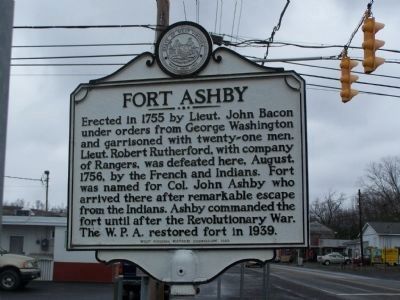 FORT ASHBY
Erected in 1755 by Lieut. John Bacon
under orders from George Washington
and garrisoned with twenty-one men.
Lieut. Robert Rutherford, with company
of Rangers, was defeated here, August,
1756, by the French and Indians. Fort
was named for Col. John Ashby who
arrived there after remarkable escape
from the Indians. Ashby commanded the
fort until after the Revolutionary War.
The W. P. A. restored fort in 1939.